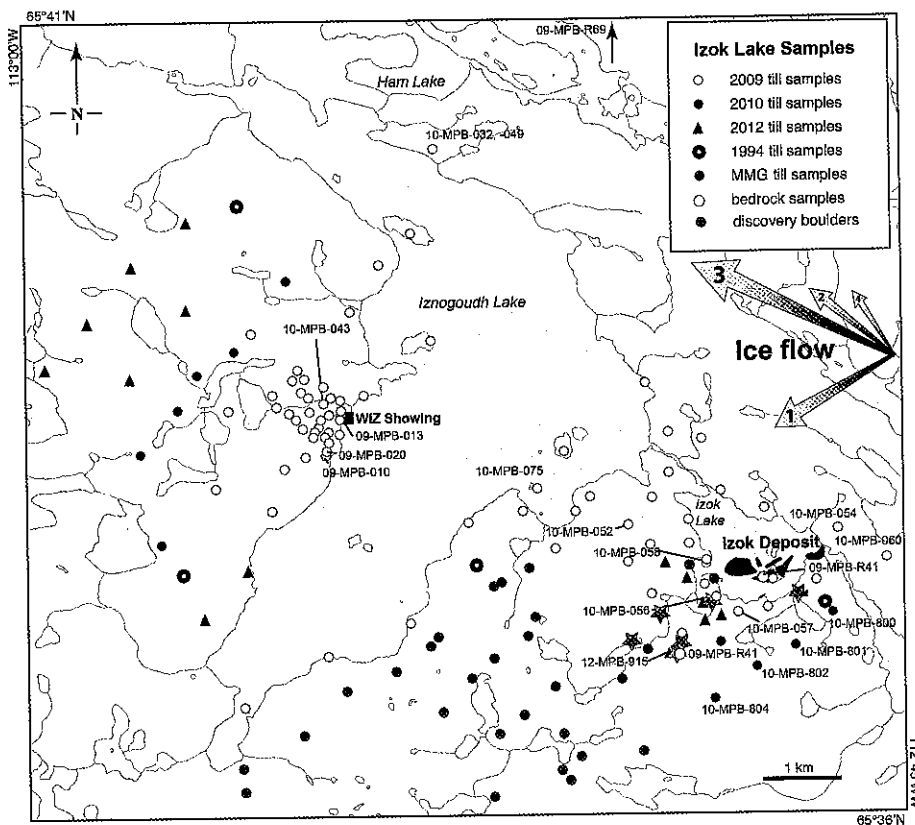 65°41'
113°00'W
N
09-MPB-R69
Ham Lake
10-MPB-032, -049
Izok Lake Samples
2009 till samples
2010 till samples
2012 till samples
1994 till samples
MMG till samples
bedrock samples
discovery boulders
3
2
4
1
Ice flow
Iznogoudh Lake
10-MPB-043
WIZ Showing
09-MPB-013
09-MPB-020
09-MPB-010
10-MPB-075
Izok Lake
10-MPB-052
10-MPB-054
Izok Deposit
10-MPB-060
10-MPB-058
09-MPB-R41
10-MPB-056
10-MPB-057
10-MPB-800
12-MPB-915
09-MPB-R41
10-MPB-801
10-MPB-802
10-MPB-804
1 km
65°36'N